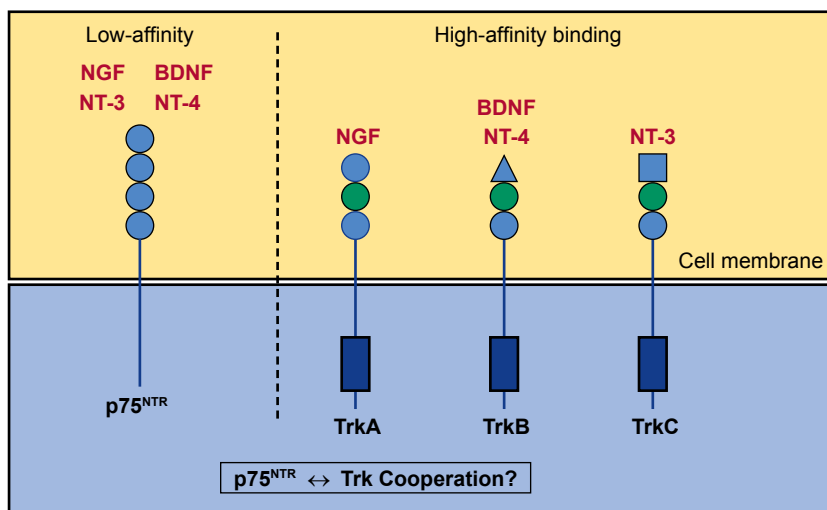 Low-affinity
High-affinity binding
NGF BDNF
NT-3 NT-4
NGF
BDNF
NT-4
NT-3
Cell membrane
p75NTR
TrkA
TrkB
TrkC
p75NTR ↔ Trk Cooperation?